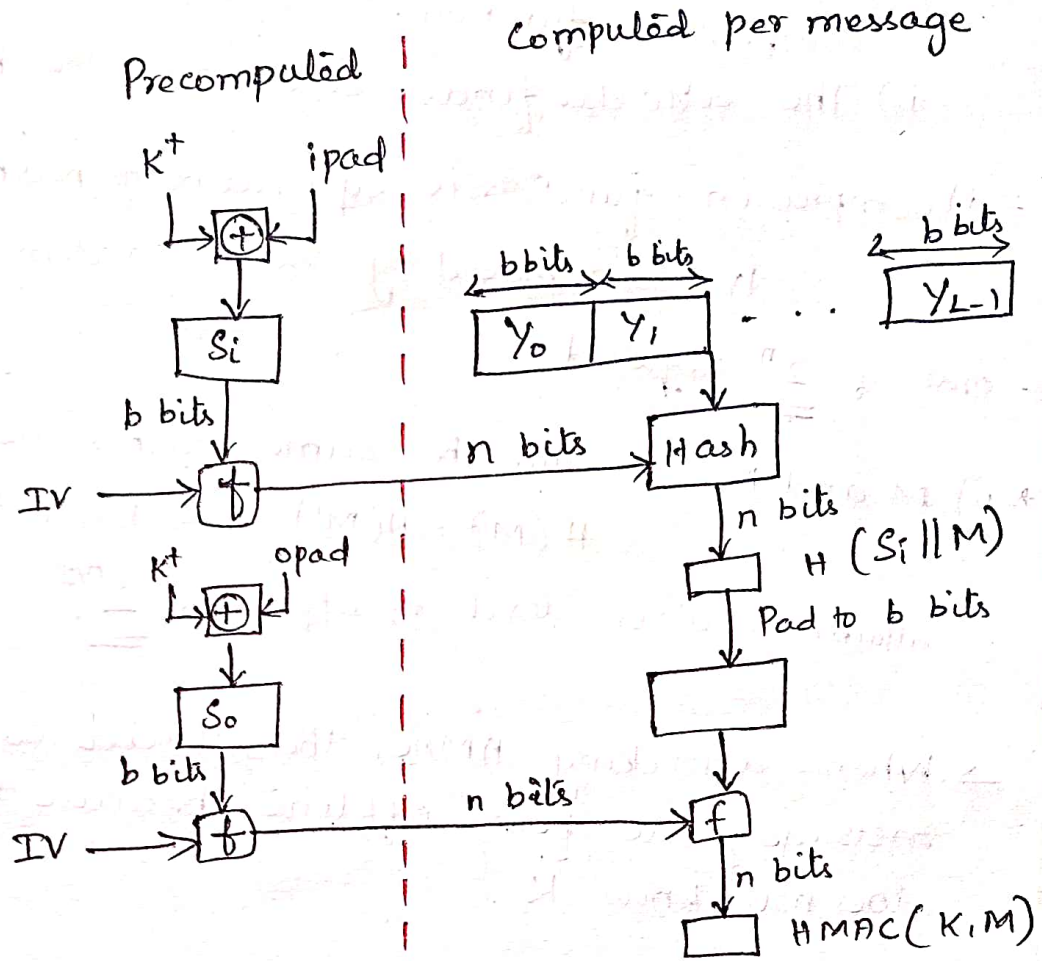 Precomputed
Computed per message
K+
ipad
+
Si
b bits
IV
f
n bits
b bits
b bits
b bits
Y0
Y1
. . . .
YL-1
Hash
n bits
H (Si || M)
Pad to b bits
K+
opad
+
So
b bits
IV
f
n bits
f
n bits
HMAC(K,M)